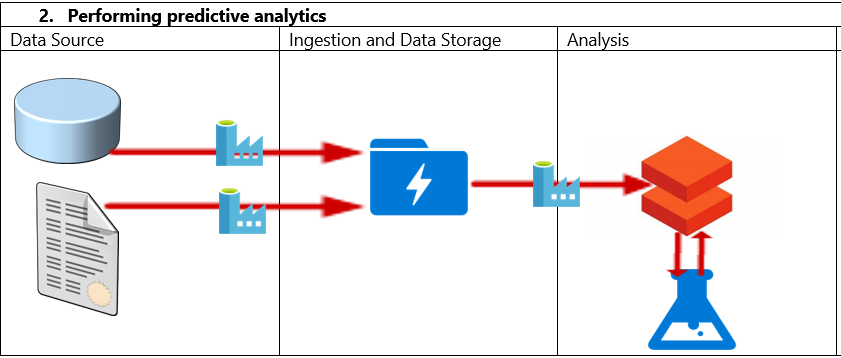 2. Performing predictive analytics
Data Source
Ingestion and Data Storage
Analysis